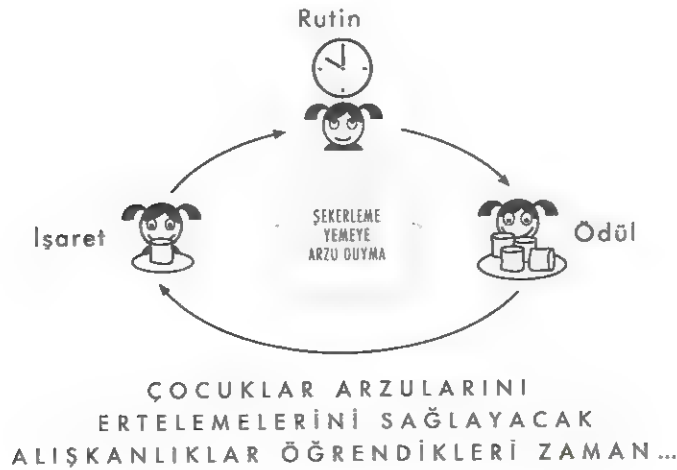 Rutin
İşaret
ŞEKERLEME
YEMEYE
ARZU DUYMA
Ödül
ÇOCUKLAR ARZULARINI
ERTELEMELERİNİ SAĞLAYACAK
ALIŞKANLIKLAR ÖĞRENDİKLERİ ZAMAN...